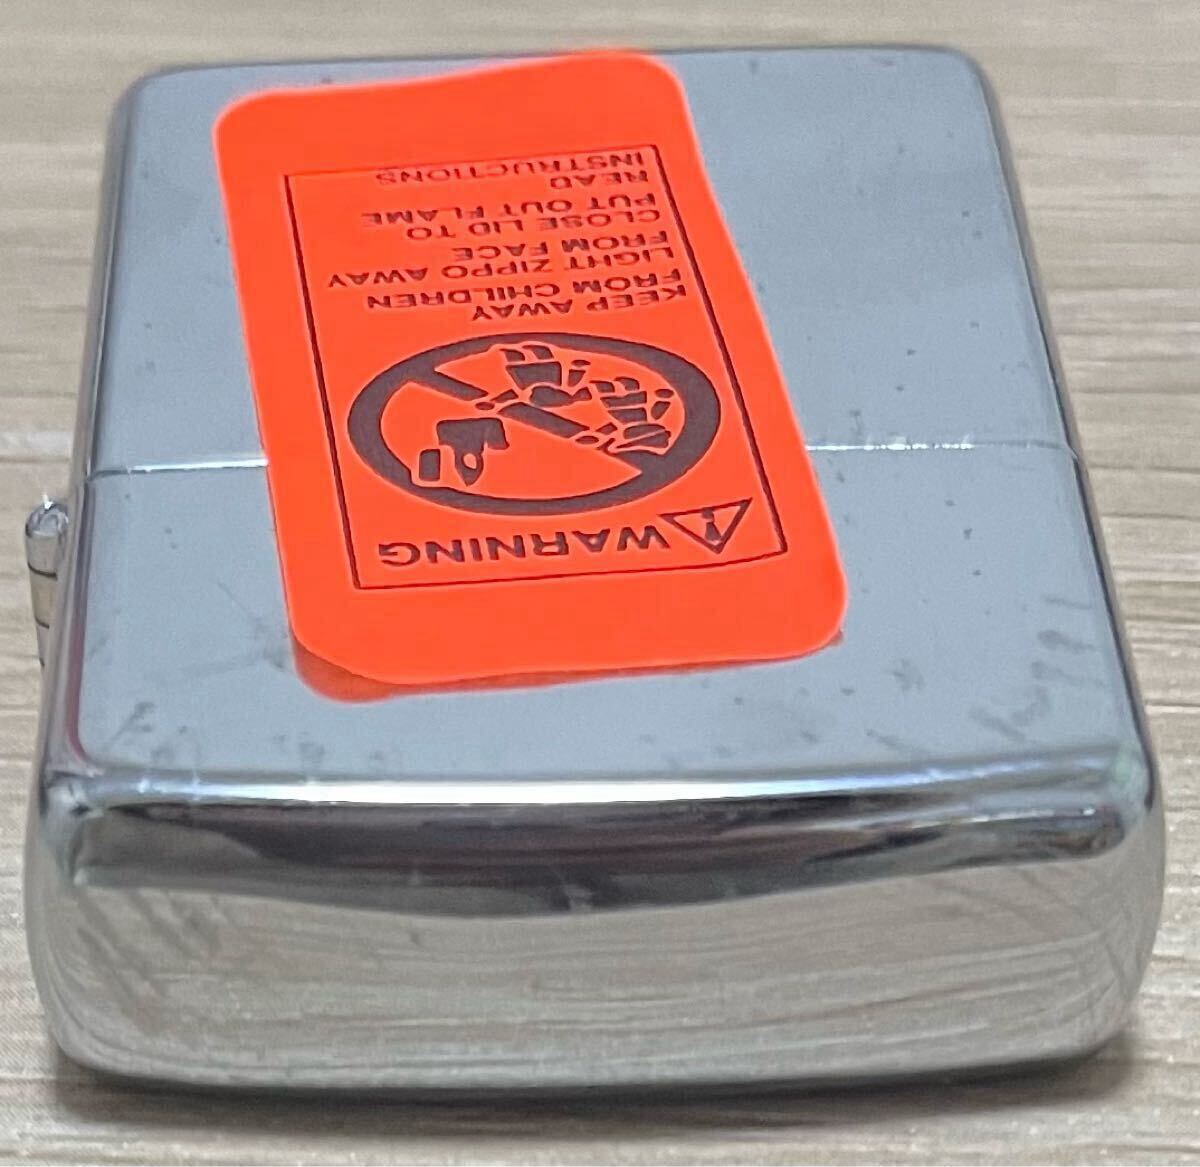 ! WARNING
KEEP AWAY
FROM CHILDREN
LIGHT ZIPPO AWAY
FROM FACE
CLOSE LID TO
PUT OUT FLAME
READ
INSTRUCTIONS